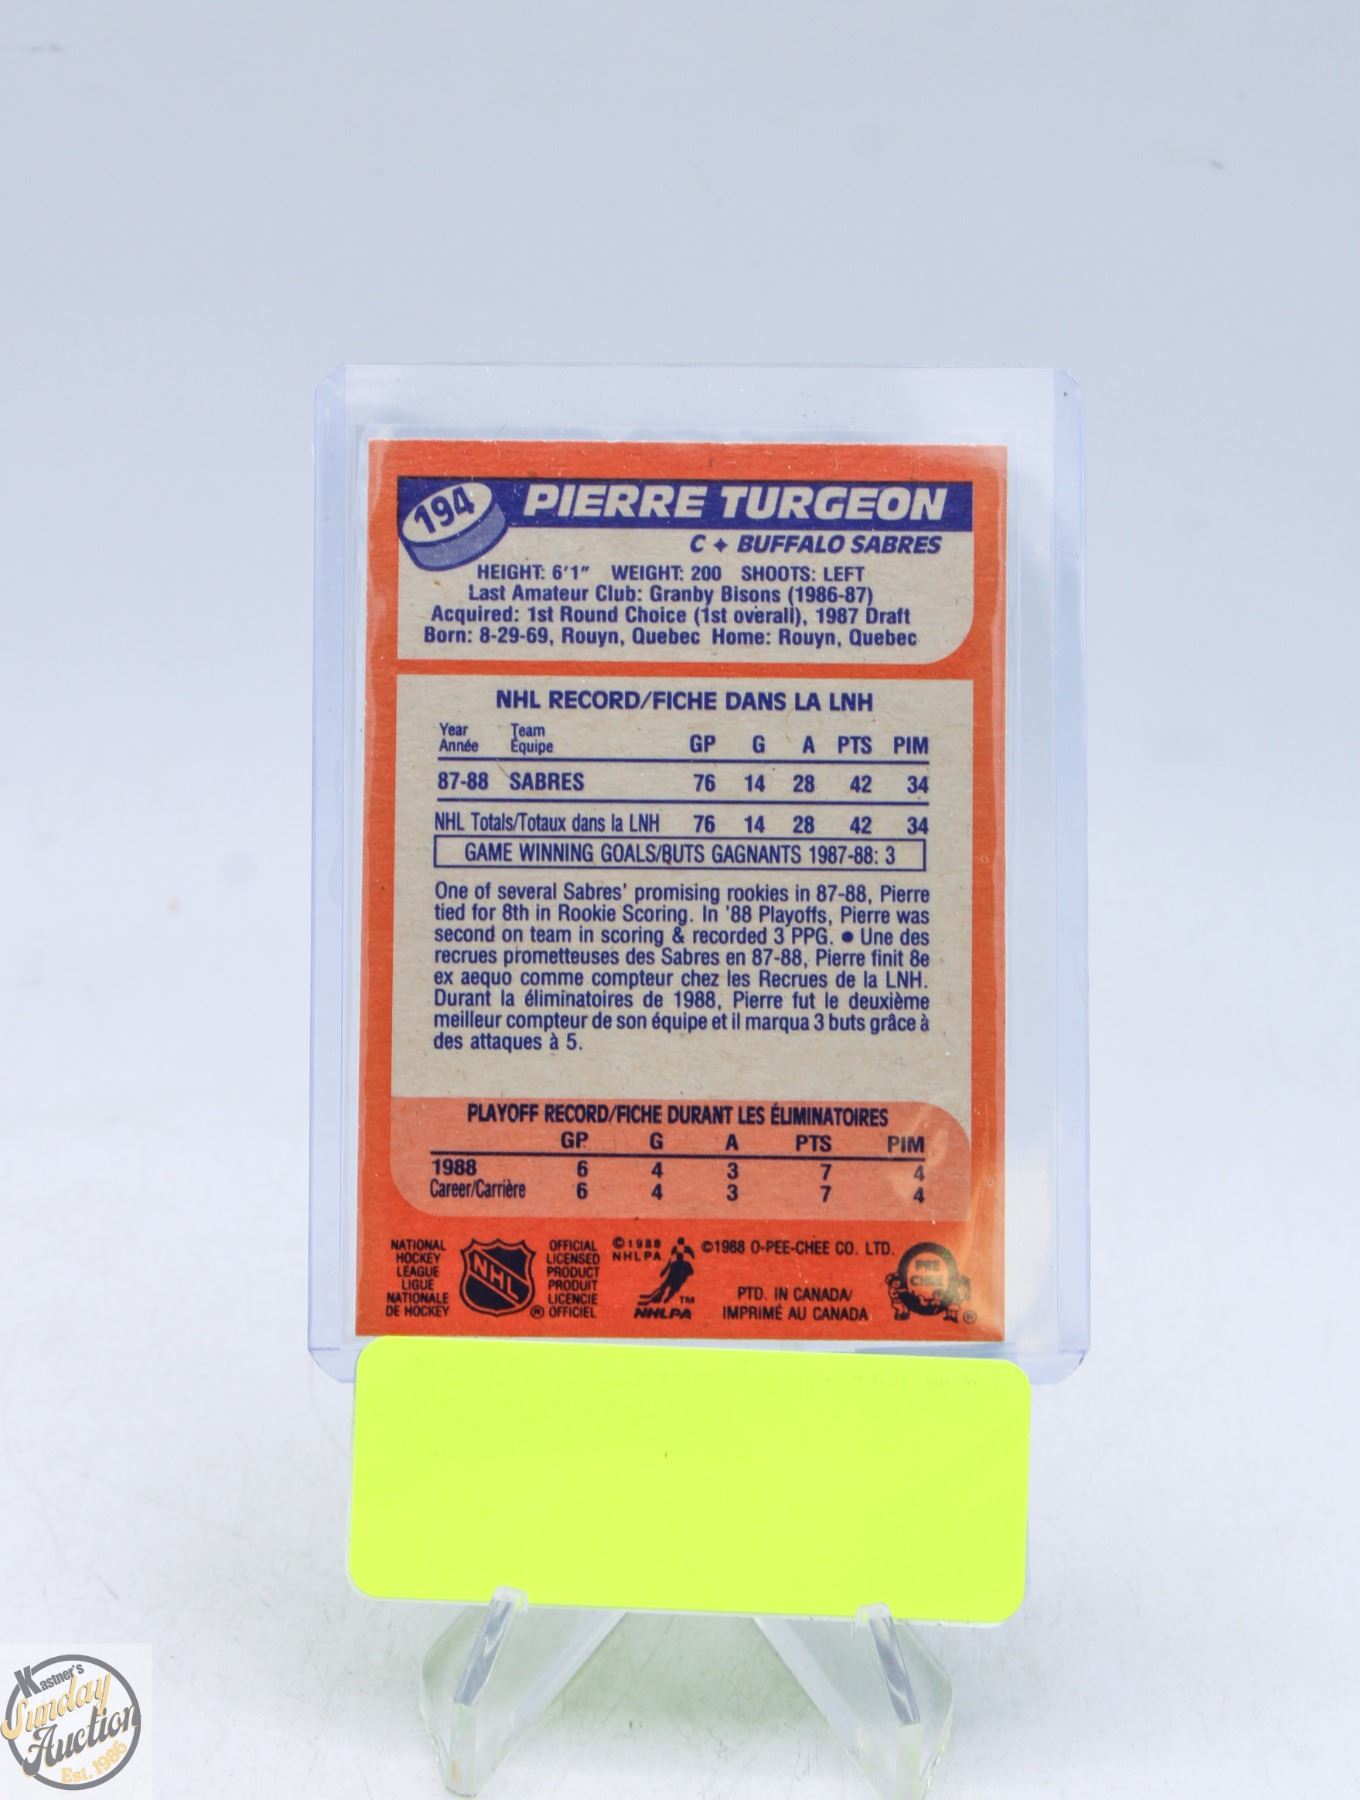 194 PIERRE TURGEON
C ✦ BUFFALO SABRES
HEIGHT: 6'1" WEIGHT: 200 SHOOTS: LEFT
Last Amateur Club: Granby Bisons (1986-87)
Acquired: 1st Round Choice (1st overall), 1987 Draft
Born: 8-29-69, Rouyn, Quebec Home: Rouyn, Quebec
NHL RECORD/FICHE DANS LA LNH
Year Team
Année Équipe GP G A PTS PIM
87-88 SABRES 76 14 28 42 34
NHL Totals/Totaux dans la LNH 76 14 28 42 34
GAME WINNING GOALS/BUTS GAGNANTS 1987-88: 3
One of several Sabres' promising rookies in 87-88, Pierre
tied for 8th in Rookie Scoring. In '88 Playoffs, Pierre was
second on team in scoring & recorded 3 PPG. ● Une des
recrues prometteuses des Sabres en 87-88, Pierre finit 8e
ex aequo comme compteur chez les Recrues de la LNH.
Durant la éliminatoires de 1988, Pierre fut le deuxième
meilleur compteur de son équipe et il marqua 3 buts grâce à
des attaques à 5.
PLAYOFF RECORD/FICHE DURANT LES ÉLIMINATOIRES
GP G A PTS PIM
1988 6 4 3 7 4
Career/Carrière 6 4 3 7 4
NATIONAL
HOCKEY
LEAGUE
LIGUE
NATIONALE
DE HOCKEY
NHL
®
OFFICIAL
LICENSED
PRODUCT
PRODUIT
LICENCIE
OFFICIEL
©1988
NHLPA
TM
NHLPA
©1988 O-PEE-CHEE CO. LTD.
PTD. IN CANADA/
IMPRIMÉ AU CANADA
PEE
CHEE
®
Kastner's
Sunday
Auction
Est. 1986